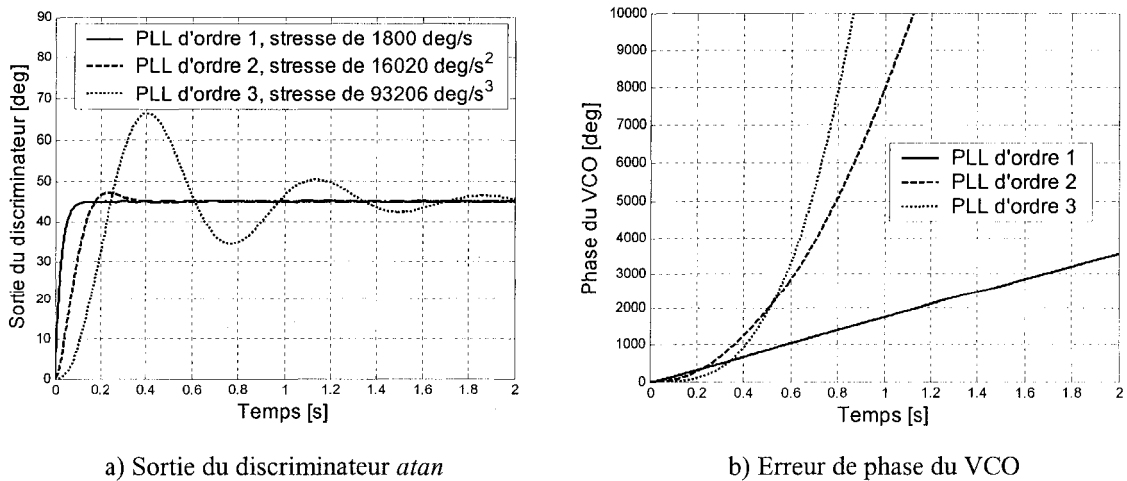 90
80
70
60
50
40
30
20
10
0
Sortie du discriminateur [deg]
PLL d'ordre 1, stresse de 1800 deg/s
PLL d'ordre 2, stresse de 16020 deg/s²
PLL d'ordre 3, stresse de 93206 deg/s³
0 0.2 0.4 0.6 0.8 1 1.2 1.4 1.6 1.8 2
Temps [s]
a) Sortie du discriminateur atan
10000
9000
8000
7000
6000
5000
4000
3000
2000
1000
0
Phase du VCO [deg]
PLL d'ordre 1
PLL d'ordre 2
PLL d'ordre 3
0 0.2 0.4 0.6 0.8 1 1.2 1.4 1.6 1.8 2
Temps [s]
b) Erreur de phase du VCO